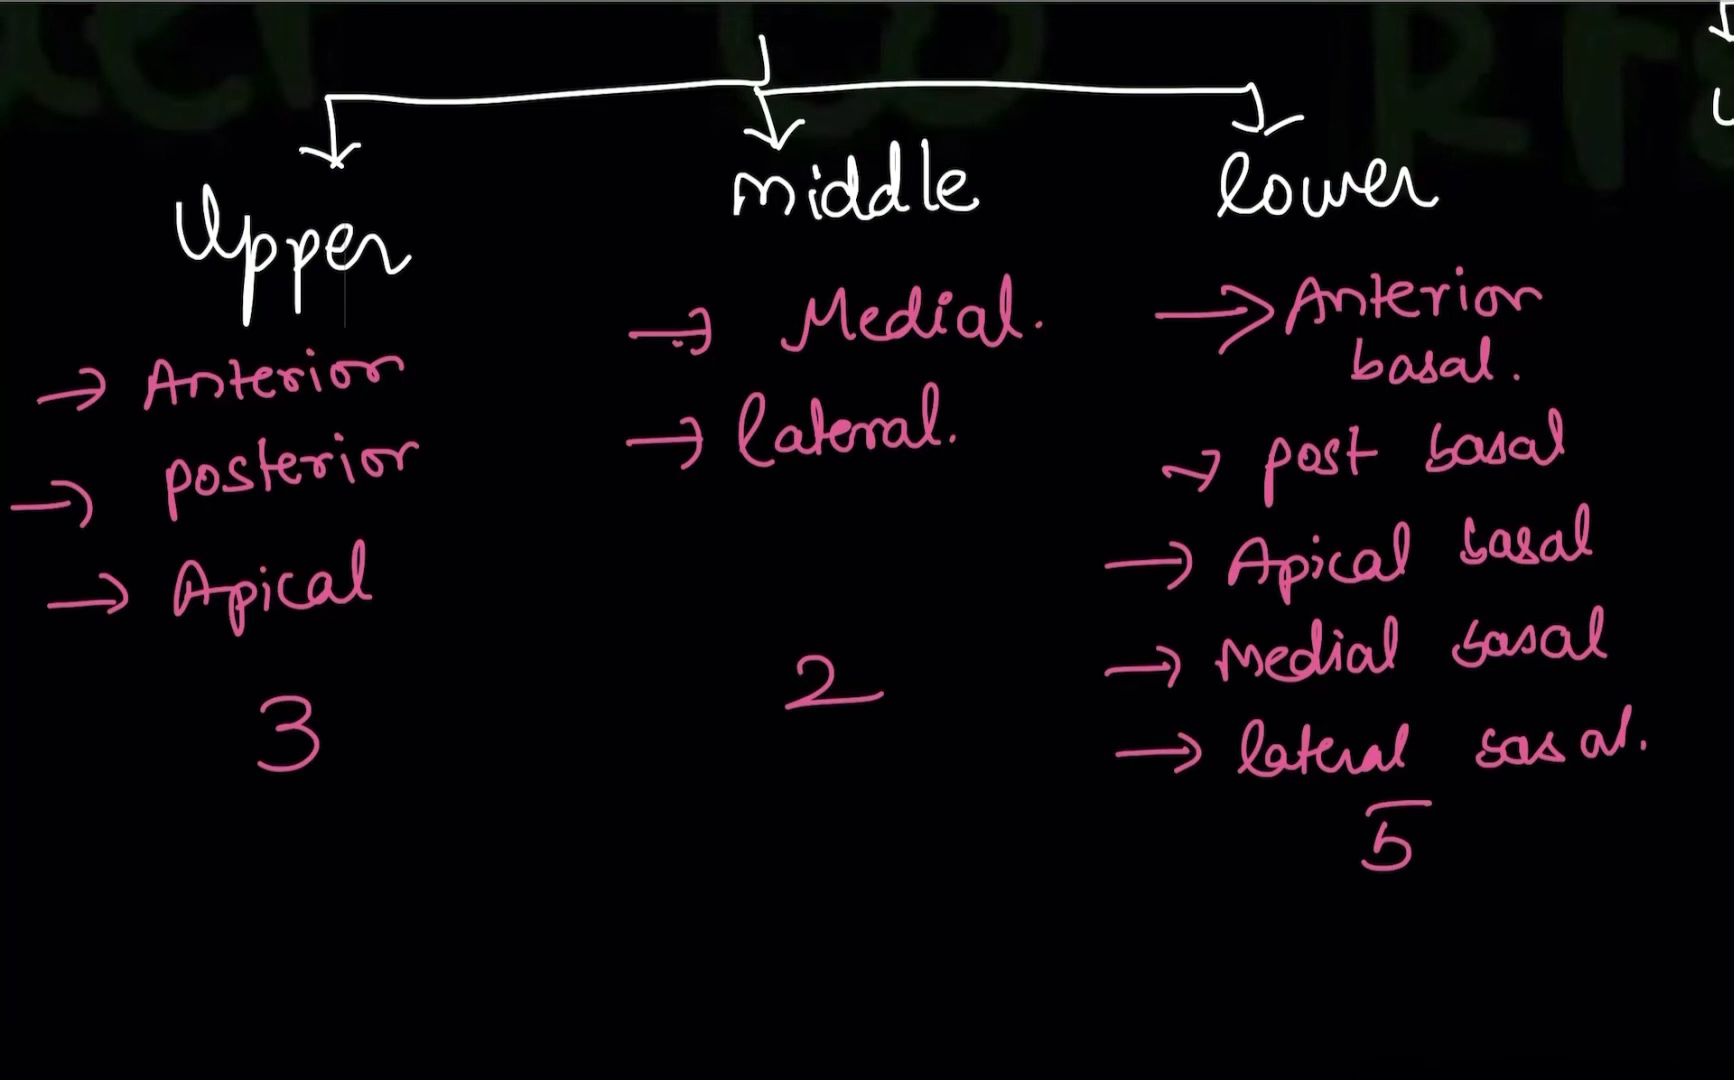 Upper
middle
lower
→ Anterior
→ posterior
→ Apical
3
→ Medial.
→ lateral.
2
→ Anterior
basal.
→ post basal
→ Apical basal
→ Medial basal
→ lateral basal.
5